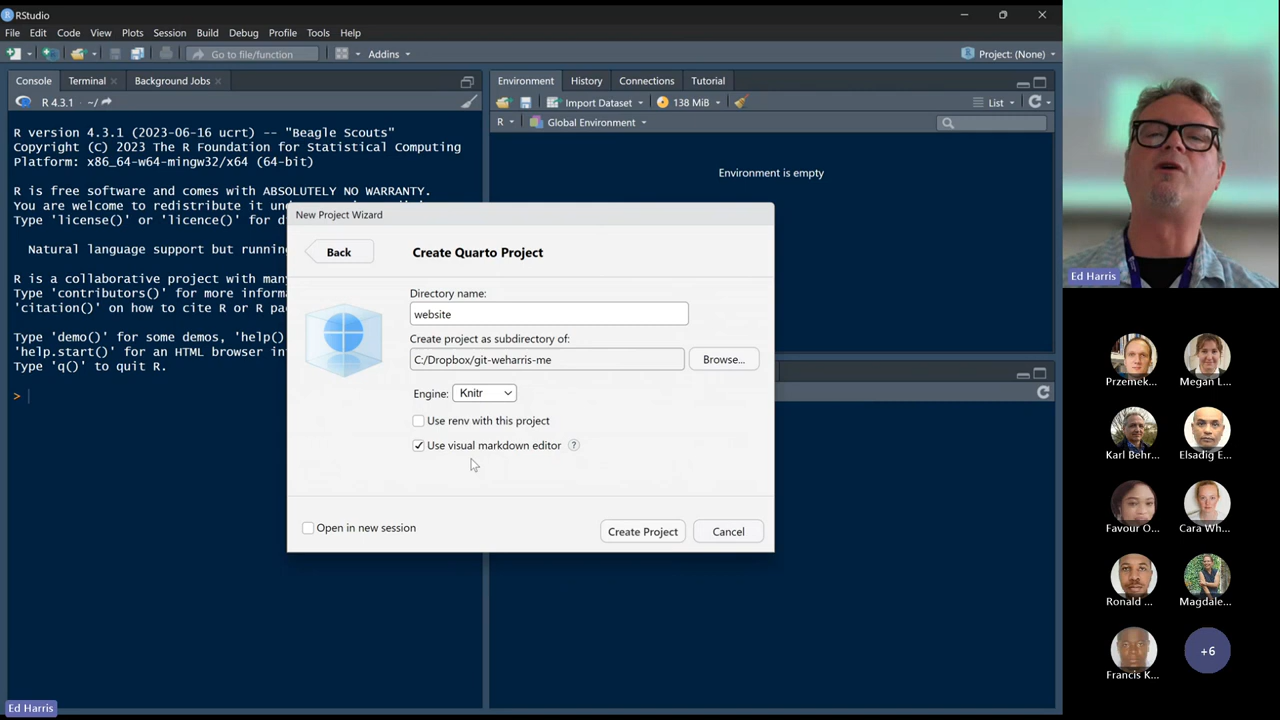 RStudio
File Edit Code View Plots Session Build Debug Profile Tools Help
Go to file/function
Addins
Project: (None)
Console Terminal Background Jobs
R 4.3.1 · ~/
R version 4.3.1 (2023-06-16 ucrt) -- "Beagle Scouts"
Copyright (C) 2023 The R Foundation for Statistical Computing
Platform: x86_64-w64-mingw32/x64 (64-bit)
R is free software and comes with ABSOLUTELY NO WARRANTY.
You are welcome to redistribute it und
Type 'license()' or 'licence()' for di
Natural language support but runnin
R is a collaborative project with many
Type 'contributors()' for more informa
'citation()' on how to cite R or R pac
Type 'demo()' for some demos, 'help()'
'help.start()' for an HTML browser int
Type 'q()' to quit R.
>
Environment History Connections Tutorial
Import Dataset
138 MiB
List
R
Global Environment
Environment is empty
New Project Wizard
Back
Create Quarto Project
Directory name:
website
Create project as subdirectory of:
C:/Dropbox/git-weharris-me
Browse...
Engine: Knitr
Use renv with this project
Use visual markdown editor ?
Open in new session
Create Project
Cancel
Ed Harris
Przemek...
Megan L...
Karl Behr...
Elsadig E...
Favour O...
Cara Wh...
Ronald ...
Magdale...
Francis K...
+6
Ed Harris